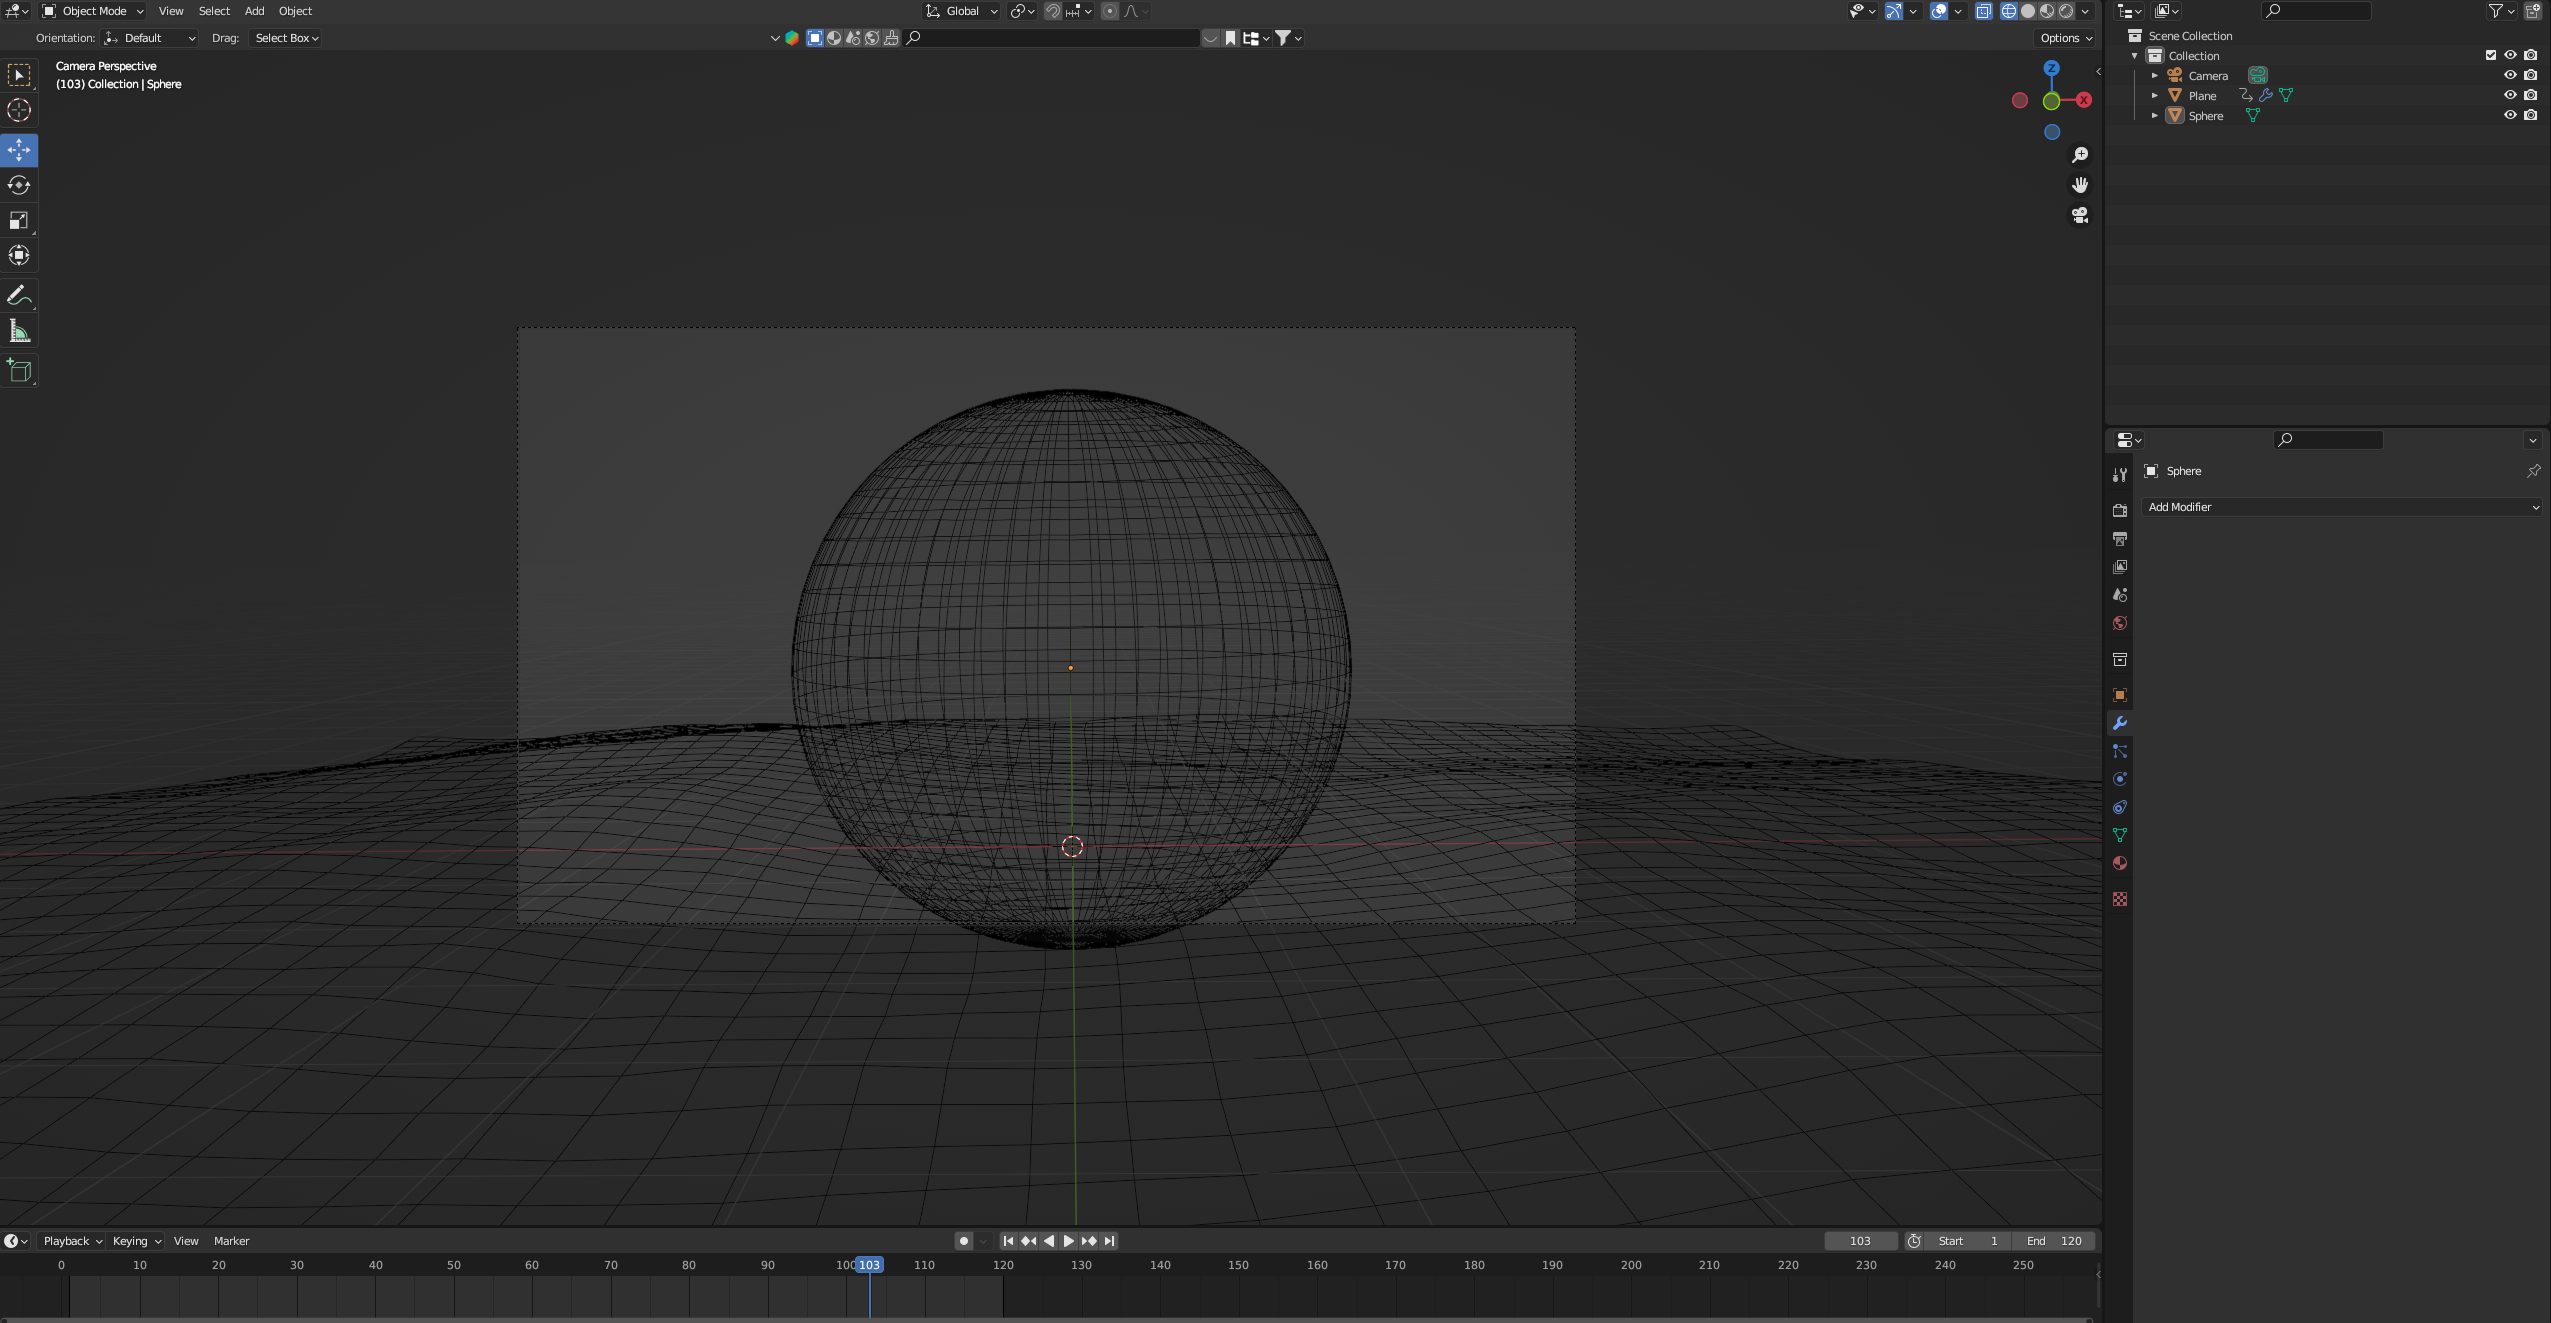 Object Mode View Select Add Object Global
Orientation: Default Drag: Select Box Options
Camera Perspective
(103) Collection | Sphere
Z
X
Scene Collection
Collection
Camera
Plane
Sphere
Sphere
Add Modifier
Playback Keying View Marker 103 Start 1 End 120
0 10 20 30 40 50 60 70 80 90 100 103 110 120 130 140 150 160 170 180 190 200 210 220 230 240 250